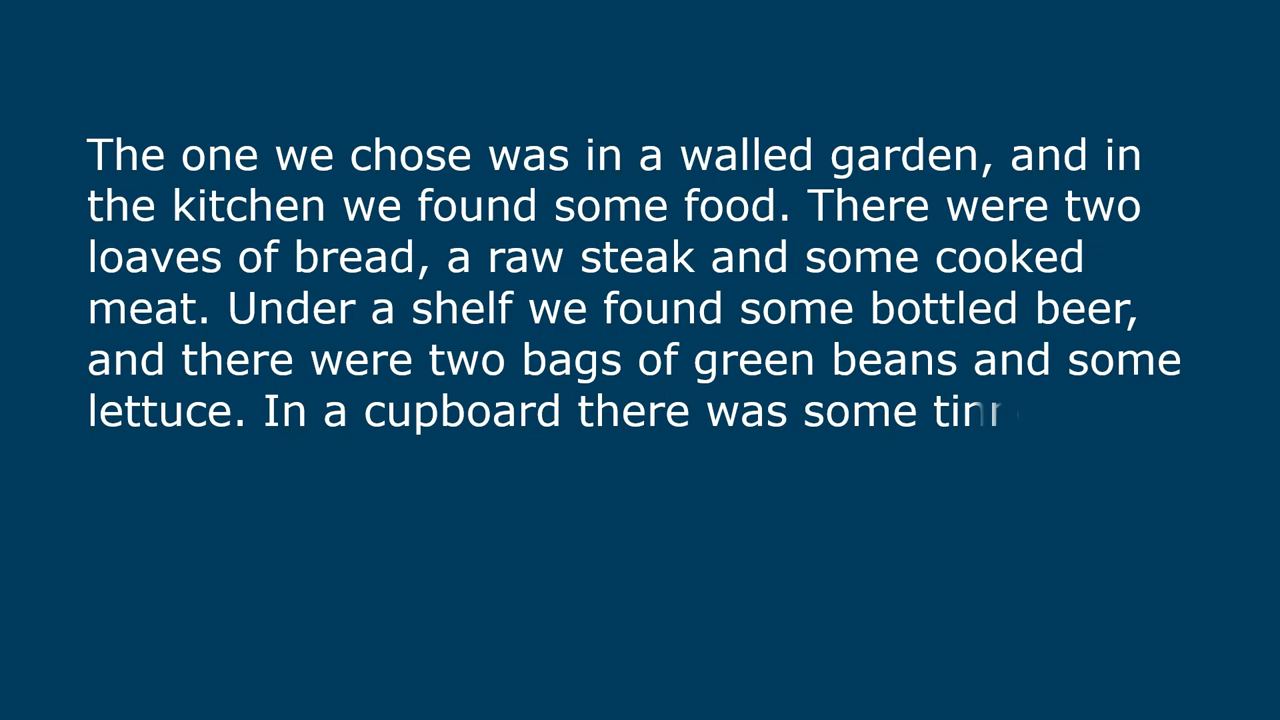 The one we chose was in a walled garden, and in
the kitchen we found some food. There were two
loaves of bread, a raw steak and some cooked
meat. Under a shelf we found some bottled beer,
and there were two bags of green beans and some
lettuce. In a cupboard there was some